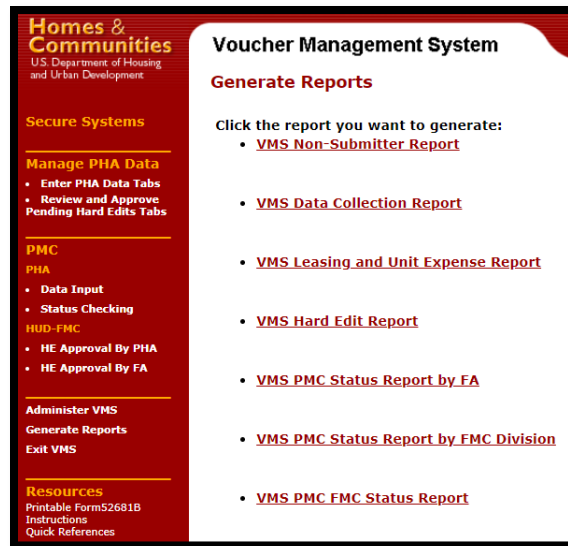 Homes &
Communities
U.S. Department of Housing
and Urban Development
Secure Systems
Manage PHA Data
• Enter PHA Data Tabs
• Review and Approve
Pending Hard Edits Tabs
PMC
PHA
• Data Input
• Status Checking
HUD-FMC
• HE Approval By PHA
• HE Approval By FA
Administer VMS
Generate Reports
Exit VMS
Resources
Printable Form52681B
Instructions
Quick References
Voucher Management System
Generate Reports
Click the report you want to generate:
• VMS Non-Submitter Report
• VMS Data Collection Report
• VMS Leasing and Unit Expense Report
• VMS Hard Edit Report
• VMS PMC Status Report by FA
• VMS PMC Status Report by FMC Division
• VMS PMC FMC Status Report